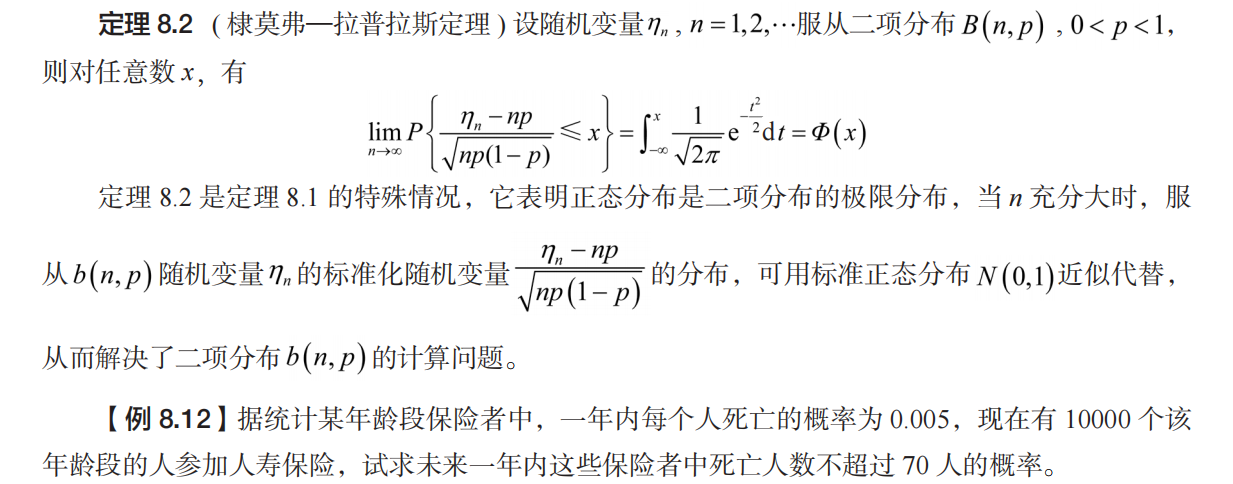 定理 8.2 ( 棣莫弗—拉普拉斯定理 ) 设随机变量 ηₙ , n = 1,2,⋯服从二项分布 B(n, p) , 0 < p < 1,
则对任意数 x，有
lim_{n→∞} P{ (ηₙ − np)/√(np(1− p)) ≤ x } = ∫_{−∞}^{x} (1/√(2π)) e^{−t²/2} dt = Φ(x)
定理 8.2 是定理 8.1 的特殊情况，它表明正态分布是二项分布的极限分布，当 n 充分大时，服
从 b(n, p) 随机变量 ηₙ 的标准化随机变量 (ηₙ − np)/√(np(1− p)) 的分布，可用标准正态分布 N(0,1) 近似代替，
从而解决了二项分布 b(n, p) 的计算问题。
【例 8.12】据统计某年龄段保险者中，一年内每个人死亡的概率为 0.005，现在有 10000 个该
年龄段的人参加人寿保险，试求未来一年内这些保险者中死亡人数不超过 70 人的概率。